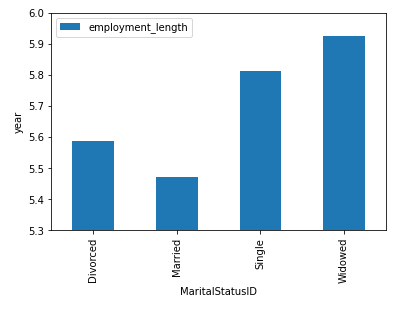 6.0
employment_length
5.9
5.8
5.7
year
5.6
5.5
5.4
5.3
Divorced
Married
Single
Widowed
MaritalStatusID